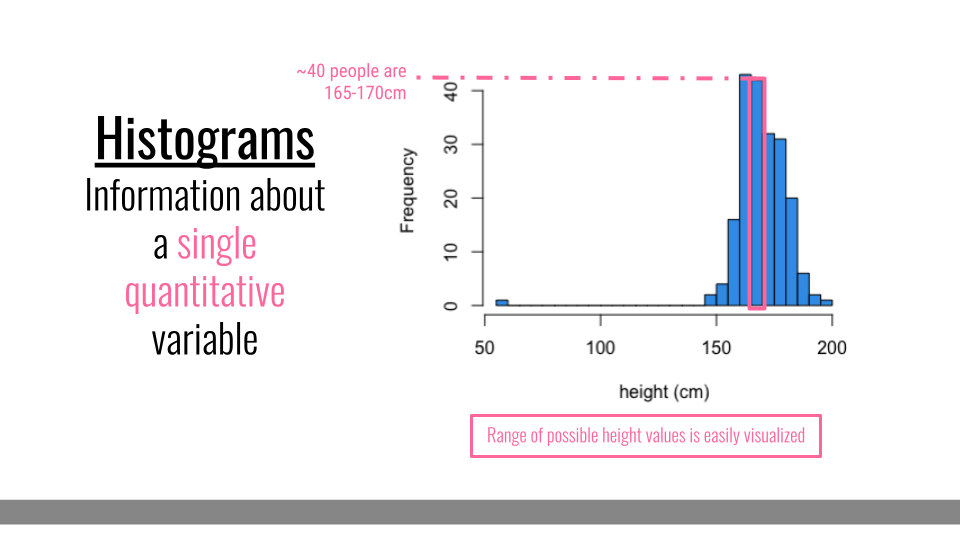 ~40 people are
165-170cm
Histograms
Information about
a single
quantitative
variable
Frequency
40
30
20
10
0
50 100 150 200
height (cm)
Range of possible height values is easily visualized